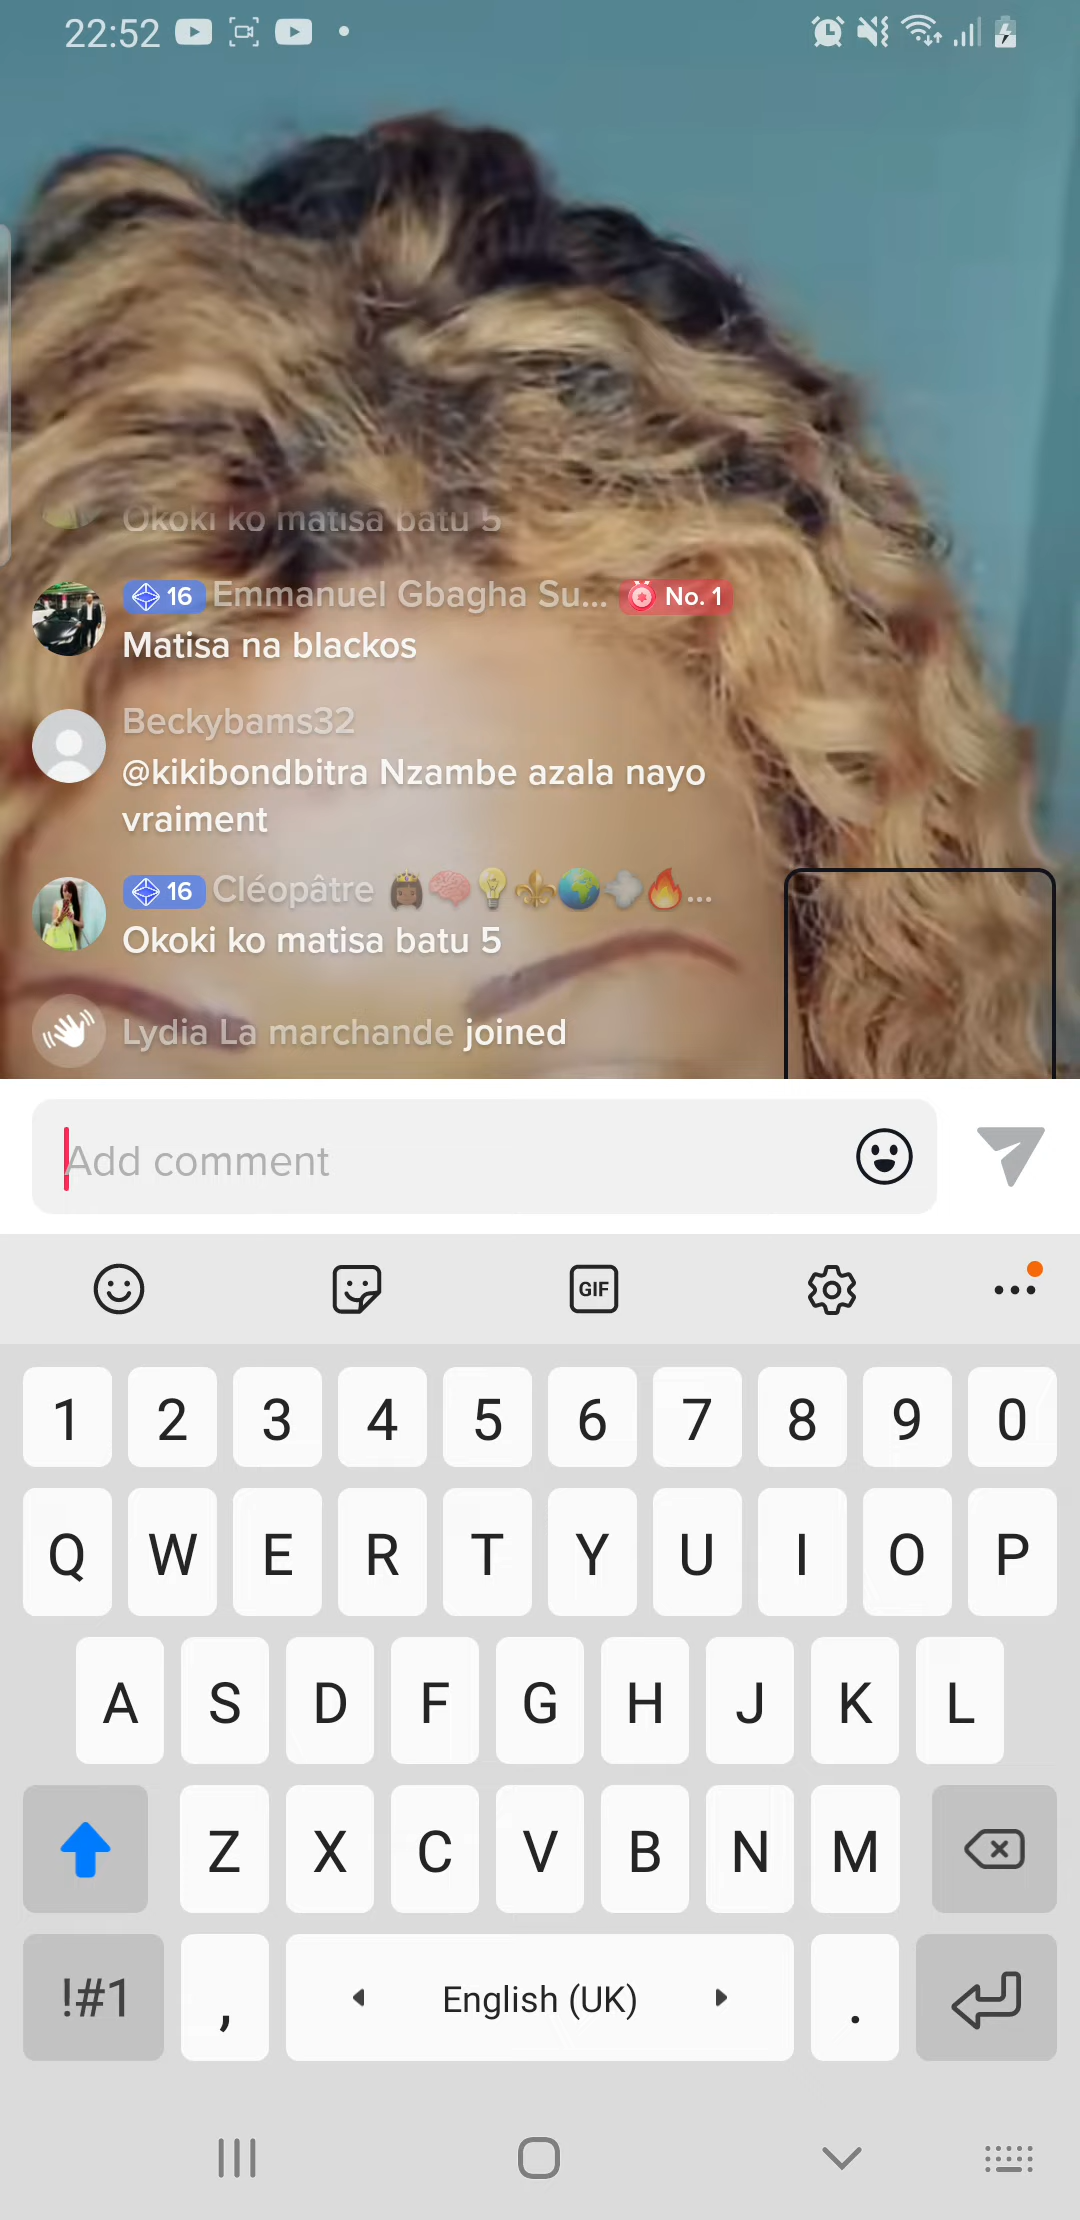 22:52
Okoki ko matisa batu 5
16 Emmanuel Gbagha Su... No. 1
Matisa na blackos
Beckybams32
@kikibondbitra Nzambe azala nayo
vraiment
16 Cléopâtre 👸🏾🧠💡⚜️🌍💨🔥...
Okoki ko matisa batu 5
Lydia La marchande joined
Add comment
GIF
1 2 3 4 5 6 7 8 9 0
Q W E R T Y U I O P
A S D F G H J K L
Z X C V B N M
!#1 , English (UK) .